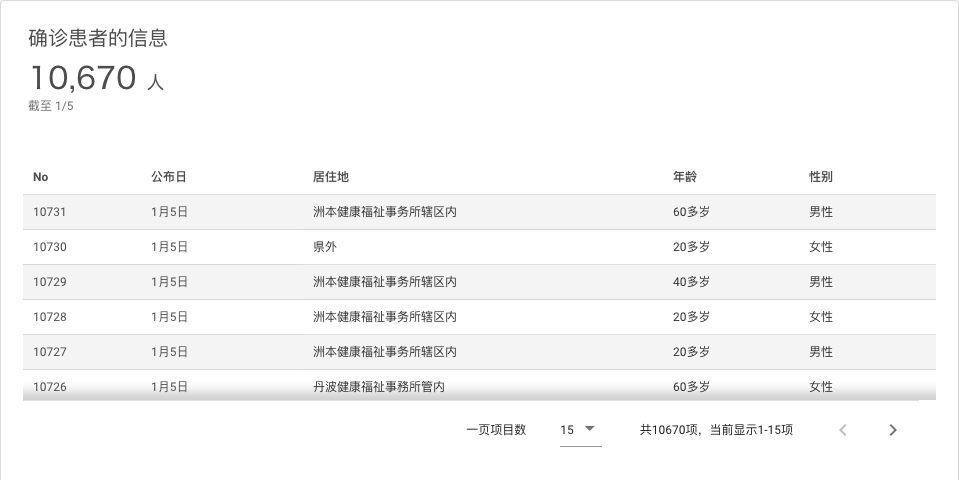 确诊患者的信息
10,670 人
截至 1/5
No 公布日 居住地 年龄 性别
10731 1月5日 洲本健康福祉事务所辖区内 60多岁 男性
10730 1月5日 県外 20多岁 女性
10729 1月5日 洲本健康福祉事务所辖区内 40多岁 男性
10728 1月5日 洲本健康福祉事务所辖区内 20多岁 女性
10727 1月5日 洲本健康福祉事务所辖区内 20多岁 男性
10726 1月5日 丹波健康福祉事務所管内 60多岁 女性
一页项目数 15 共10670项，当前显示1-15项